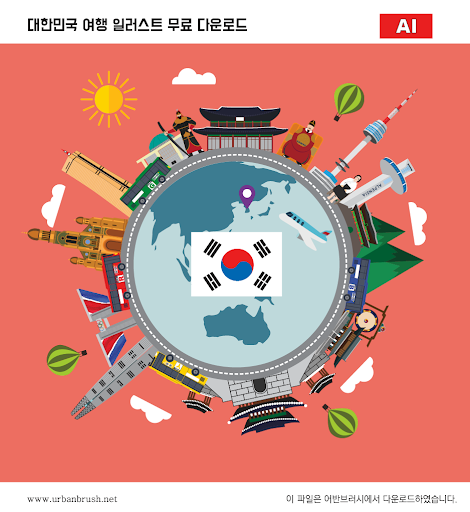 대한민국 여행 일러스트 무료 다운로드
AI
www.urbanbrush.net
이 파일은 어반브러시에서 다운로드하였습니다.